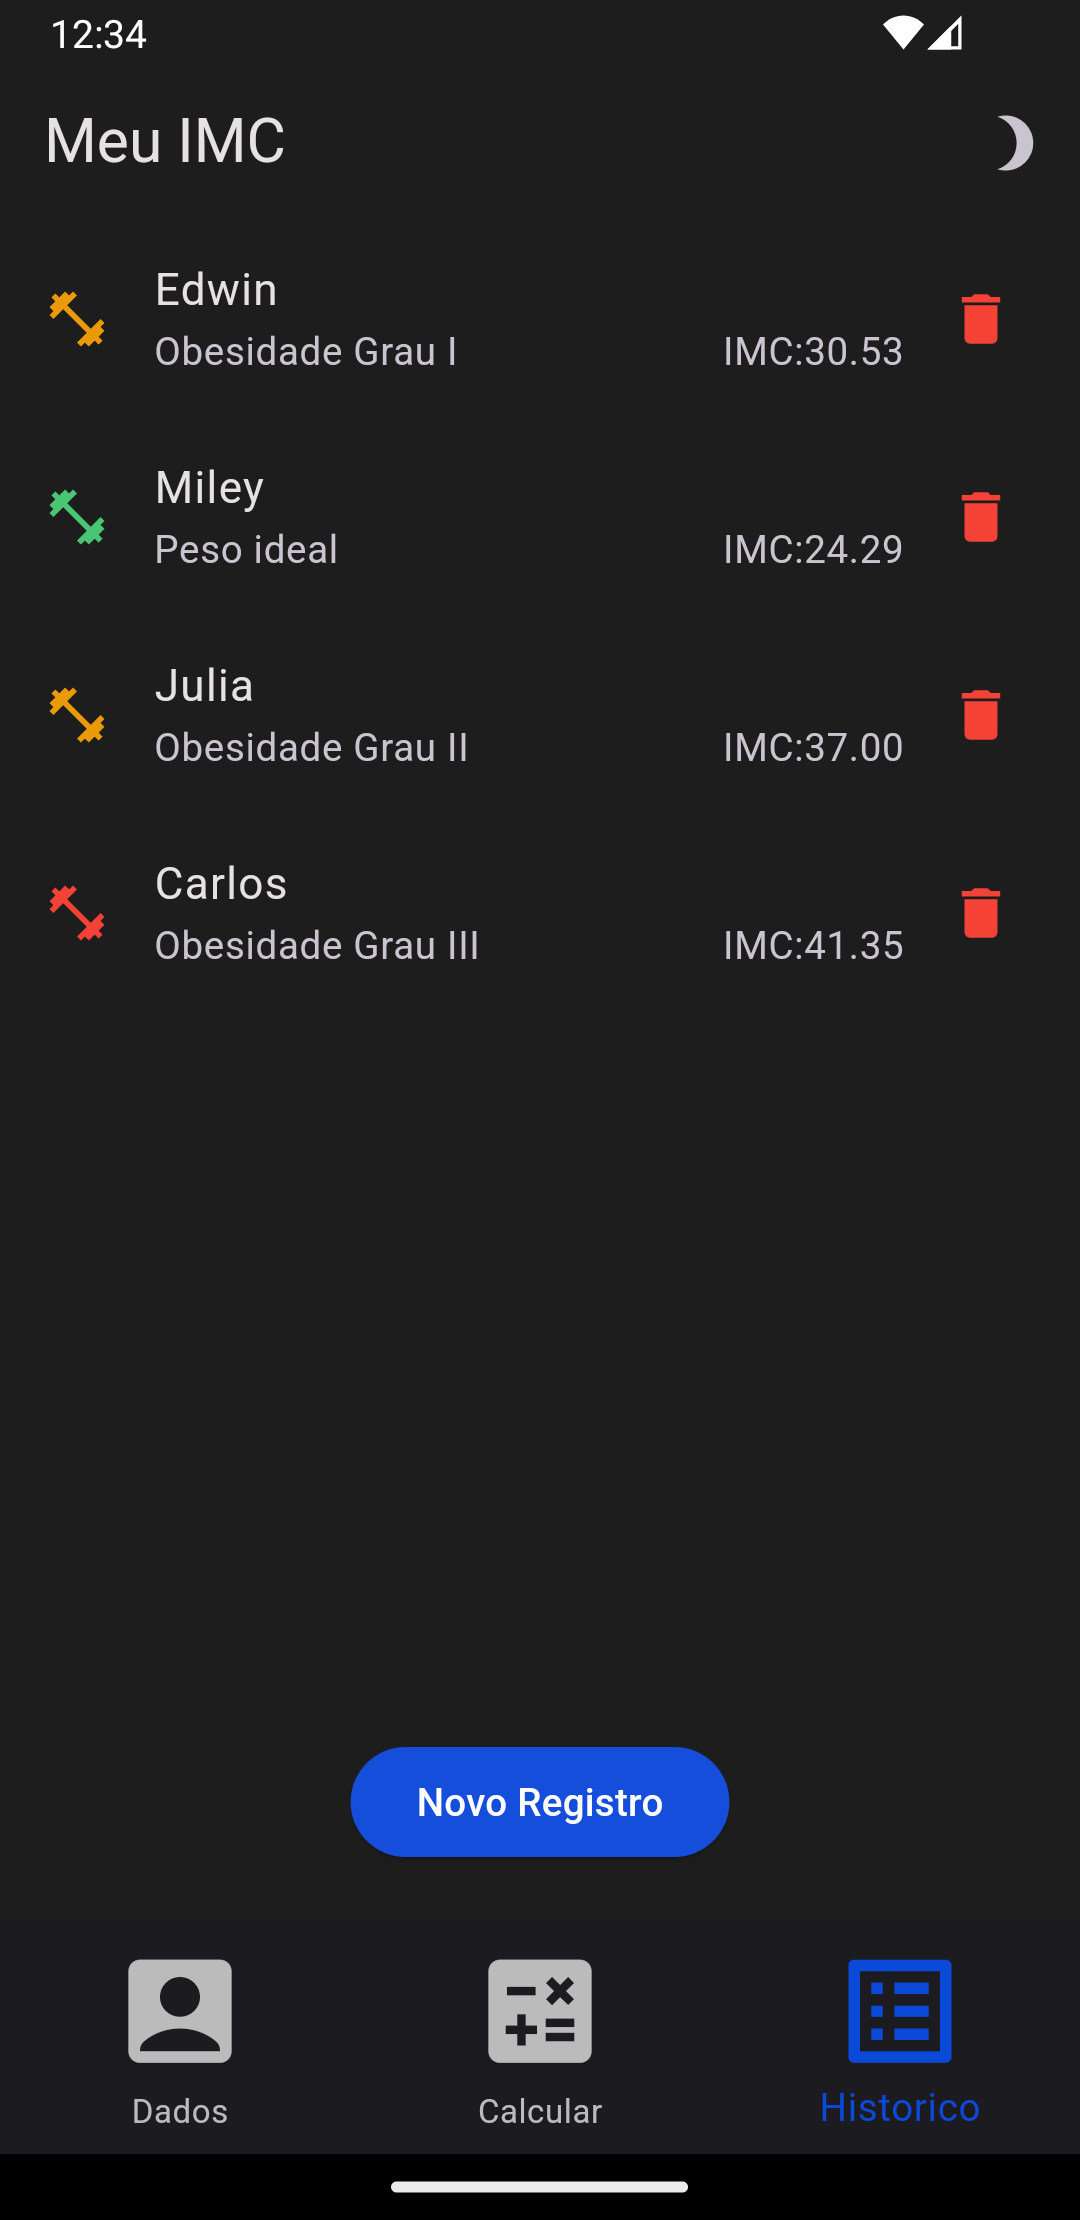 12:34
Meu IMC
Edwin
Obesidade Grau I IMC:30.53
Miley
Peso ideal IMC:24.29
Julia
Obesidade Grau II IMC:37.00
Carlos
Obesidade Grau III IMC:41.35
Novo Registro
Dados Calcular Historico